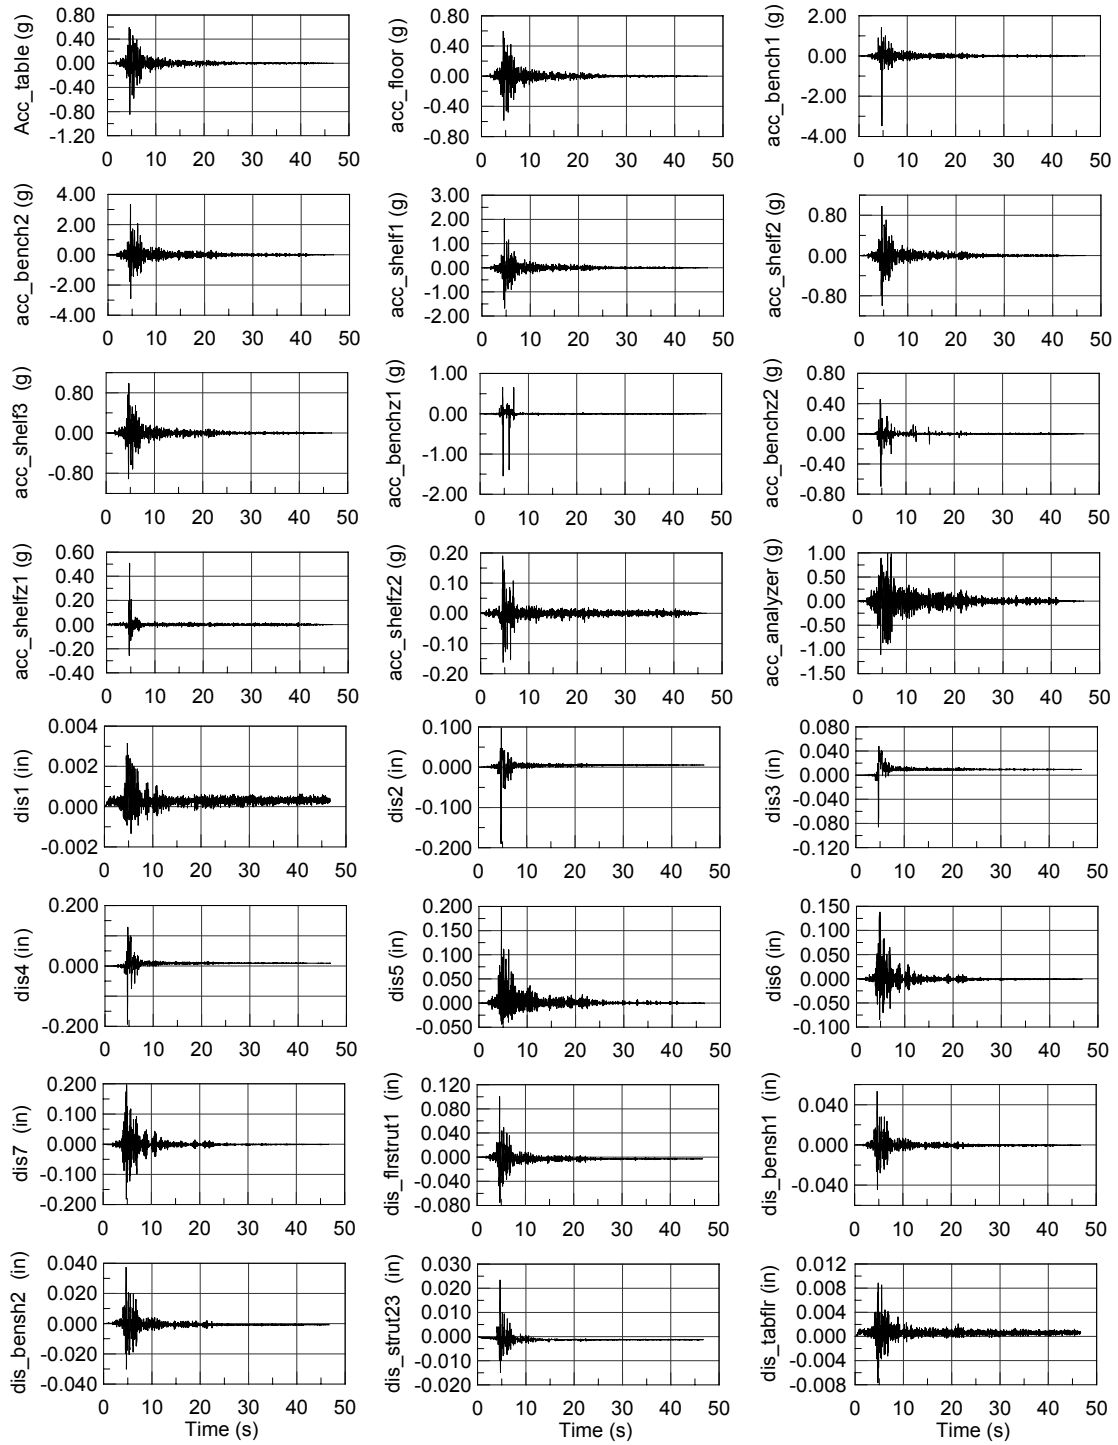 Acc_table (g)
0.80
0.40
0.00
-0.40
-0.80
-1.20
0 10 20 30 40 50
acc_floor (g)
0.80
0.40
0.00
-0.40
-0.80
0 10 20 30 40 50
acc_bench1 (g)
2.00
0.00
-2.00
-4.00
0 10 20 30 40 50
acc_bench2 (g)
4.00
2.00
0.00
-2.00
-4.00
0 10 20 30 40 50
acc_shelf1 (g)
3.00
2.00
1.00
0.00
-1.00
-2.00
0 10 20 30 40 50
acc_shelf2 (g)
0.80
0.00
-0.80
0 10 20 30 40 50
acc_shelf3 (g)
0.80
0.00
-0.80
0 10 20 30 40 50
acc_benchz1 (g)
1.00
0.00
-1.00
-2.00
0 10 20 30 40 50
acc_benchz2 (g)
0.80
0.40
0.00
-0.40
-0.80
0 10 20 30 40 50
acc_shelfz1 (g)
0.60
0.40
0.20
0.00
-0.20
-0.40
0 10 20 30 40 50
acc_shelfz2 (g)
0.20
0.10
0.00
-0.10
-0.20
0 10 20 30 40 50
acc_analyzer (g)
1.00
0.50
0.00
-0.50
-1.00
-1.50
0 10 20 30 40 50
dis1 (in)
0.004
0.002
0.000
-0.002
0 10 20 30 40 50
dis2 (in)
0.100
0.000
-0.100
-0.200
0 10 20 30 40 50
dis3 (in)
0.080
0.040
0.000
-0.040
-0.080
-0.120
0 10 20 30 40 50
dis4 (in)
0.200
0.000
-0.200
0 10 20 30 40 50
dis5 (in)
0.200
0.150
0.100
0.050
0.000
-0.050
0 10 20 30 40 50
dis6 (in)
0.150
0.100
0.050
0.000
-0.050
-0.100
0 10 20 30 40 50
dis7 (in)
0.200
0.100
0.000
-0.100
-0.200
0 10 20 30 40 50
dis_flrstrut1 (in)
0.120
0.080
0.040
0.000
-0.040
-0.080
0 10 20 30 40 50
dis_bensh1 (in)
0.040
0.000
-0.040
0 10 20 30 40 50
dis_bensh2 (in)
0.040
0.020
0.000
-0.020
-0.040
0 10 20 30 40 50
Time (s)
dis_strut23 (in)
0.030
0.020
0.010
0.000
-0.010
-0.020
0 10 20 30 40 50
Time (s)
dis_tabflr (in)
0.012
0.008
0.004
0.000
-0.004
-0.008
0 10 20 30 40 50
Time (s)